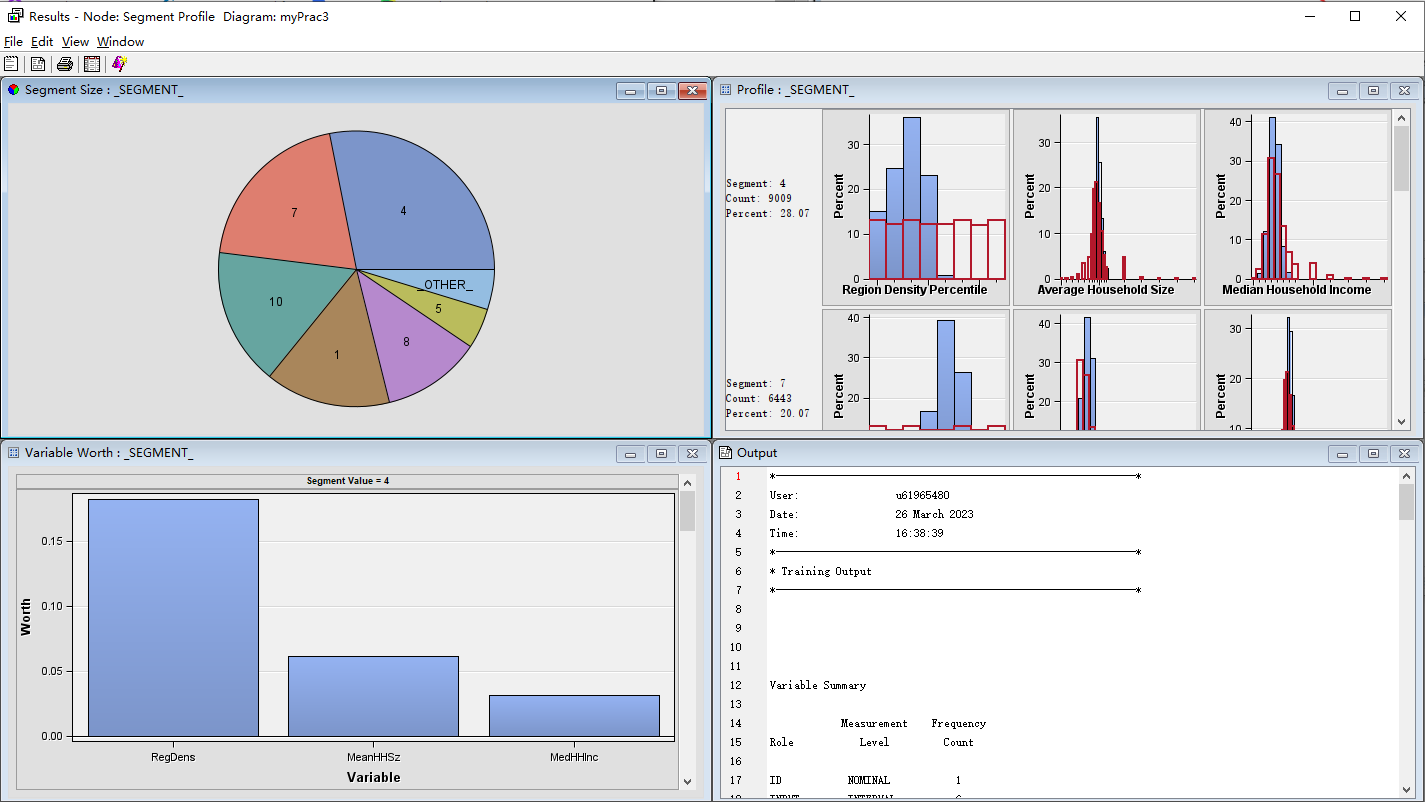 Results - Node: Segment Profile  Diagram: myPrac3
File Edit View Window
Segment Size : _SEGMENT_
4
7
10
1
8
5
_OTHER_
Profile : _SEGMENT_
Segment: 4
Count: 9009
Percent: 28.07
Percent
30
20
10
0
Region Density Percentile
Percent
30
20
10
0
Average Household Size
Percent
40
30
20
10
0
Median Household Income
Segment: 7
Count: 6443
Percent: 20.07
Percent
40
30
20
Percent
40
30
20
Percent
30
20
10
Variable Worth : _SEGMENT_
Segment Value = 4
Worth
0.15
0.10
0.05
0.00
RegDens MeanHHSz MedHHInc
Variable
Output
1 *------------------------------------------------------------*
2 User: u61965480
3 Date: 26 March 2023
4 Time: 16:38:39
5 *------------------------------------------------------------*
6 * Training Output
7 *------------------------------------------------------------*
8
9
10
11
12 Variable Summary
13
14 Measurement Frequency
15 Role Level Count
16
17 ID NOMINAL 1
18 INPUT INTERVAL